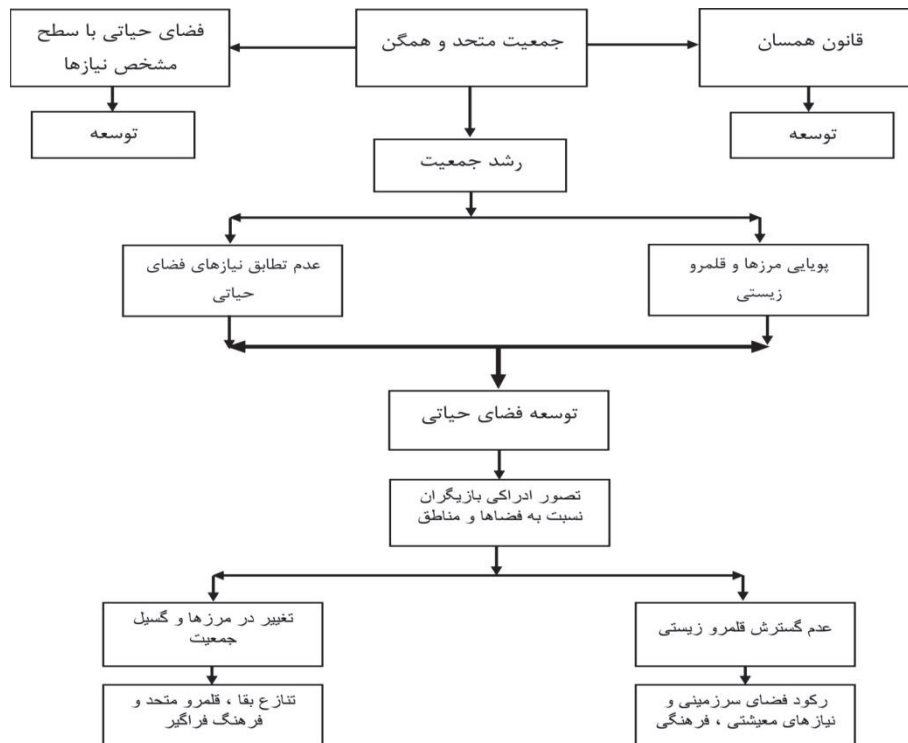 قانون همسان
جمعیت متحد و همگن
فضای حیاتی با سطح
مشخص نیازها
توسعه
توسعه
رشد جمعیت
پویایی مرزها و قلمرو
زیستی
عدم تطابق نیازهای فضای
حیاتی
توسعه فضای حیاتی
تصور ادراکی بازیگران
نسبت به فضاها و مناطق
عدم گسترش قلمرو زیستی
تغییر در مرزها و گسیل
جمعیت
رکود فضای سرزمینی و
نیازهای معیشتی ، فرهنگی
تنازع بقا ، قلمرو متحد و
فرهنگ فراگیر